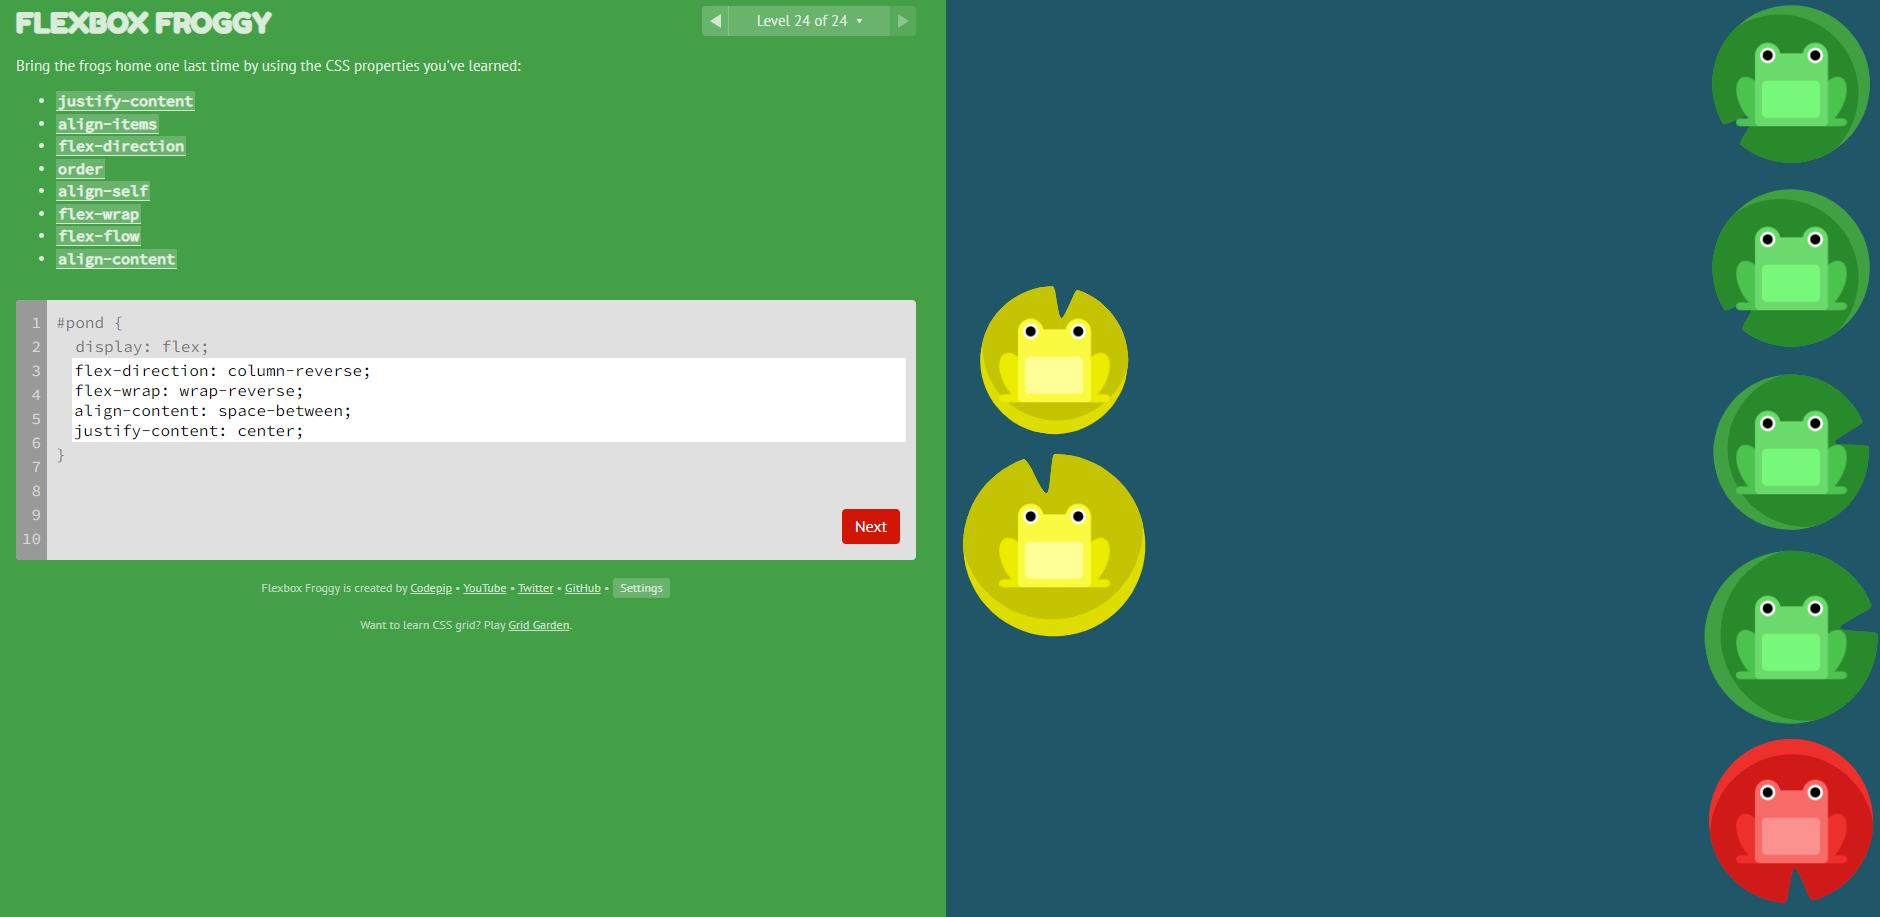 FLEXBOX FROGGY
Level 24 of 24
Bring the frogs home one last time by using the CSS properties you've learned:
justify-content
align-items
flex-direction
order
align-self
flex-wrap
flex-flow
align-content
1 #pond {
2 display: flex;
3 flex-direction: column-reverse;
4 flex-wrap: wrap-reverse;
5 align-content: space-between;
6 justify-content: center;
7 }
8
9
10
Next
Flexbox Froggy is created by Codepip • YouTube • Twitter • GitHub • Settings
Want to learn CSS grid? Play Grid Garden.